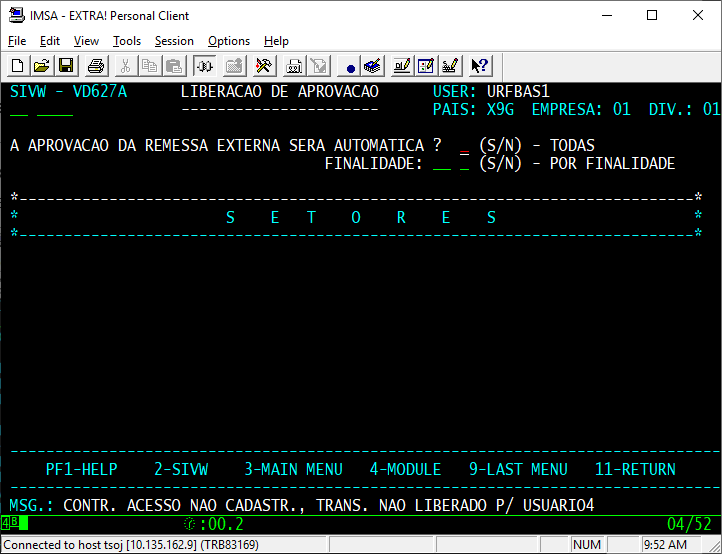 IMSA - EXTRA! Personal Client
File Edit View Tools Session Options Help
SIVW - VD627A LIBERACAO DE APROVACAO USER: URFBAS1
__ ____ ---------------------- PAIS: X9G EMPRESA: 01 DIV.: 01
A APROVACAO DA REMESSA EXTERNA SERA AUTOMATICA ? _ (S/N) - TODAS
FINALIDADE: __ _ (S/N) - POR FINALIDADE
*---------------------------------------------------------------------------*
* S E T O R E S *
*---------------------------------------------------------------------------*
-------------------------------------------------------------------------------
PF1-HELP 2-SIVW 3-MAIN MENU 4-MODULE 9-LAST MENU 11-RETURN
-------------------------------------------------------------------------------
MSG.: CONTR. ACESSO NAO CADASTR., TRANS. NAO LIBERADO P/ USUARIO4
4B :00.2 04/52
Connected to host tsoj [10.135.162.9] (TRB83169) NUM 9:52 AM